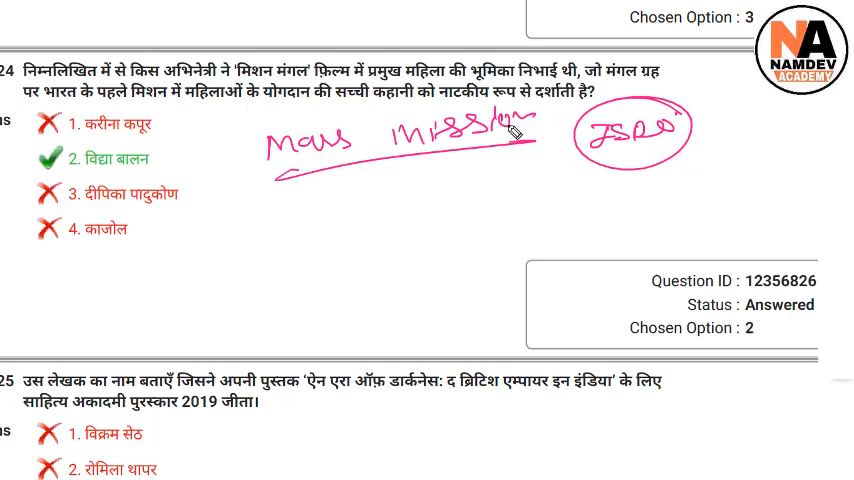 Chosen Option : 3
NA
NAMDEV
ACADEMY
24 निम्नलिखित में से किस अभिनेत्री ने 'मिशन मंगल' फ़िल्म में प्रमुख महिला की भूमिका निभाई थी, जो मंगल ग्रह
पर भारत के पहले मिशन में महिलाओं के योगदान की सच्ची कहानी को नाटकीय रूप से दर्शाती है?
ns
1. करीना कपूर
2. विद्या बालन
3. दीपिका पादुकोण
4. काजोल
Mars mission
ISRO
Question ID : 12356826
Status : Answered
Chosen Option : 2
25 उस लेखक का नाम बताएँ जिसने अपनी पुस्तक ‘ऐन एरा ऑफ़ डार्कनेस: द ब्रिटिश एम्पायर इन इंडिया’ के लिए
साहित्य अकादमी पुरस्कार 2019 जीता।
ns
1. विक्रम सेठ
2. रोमिला थापर